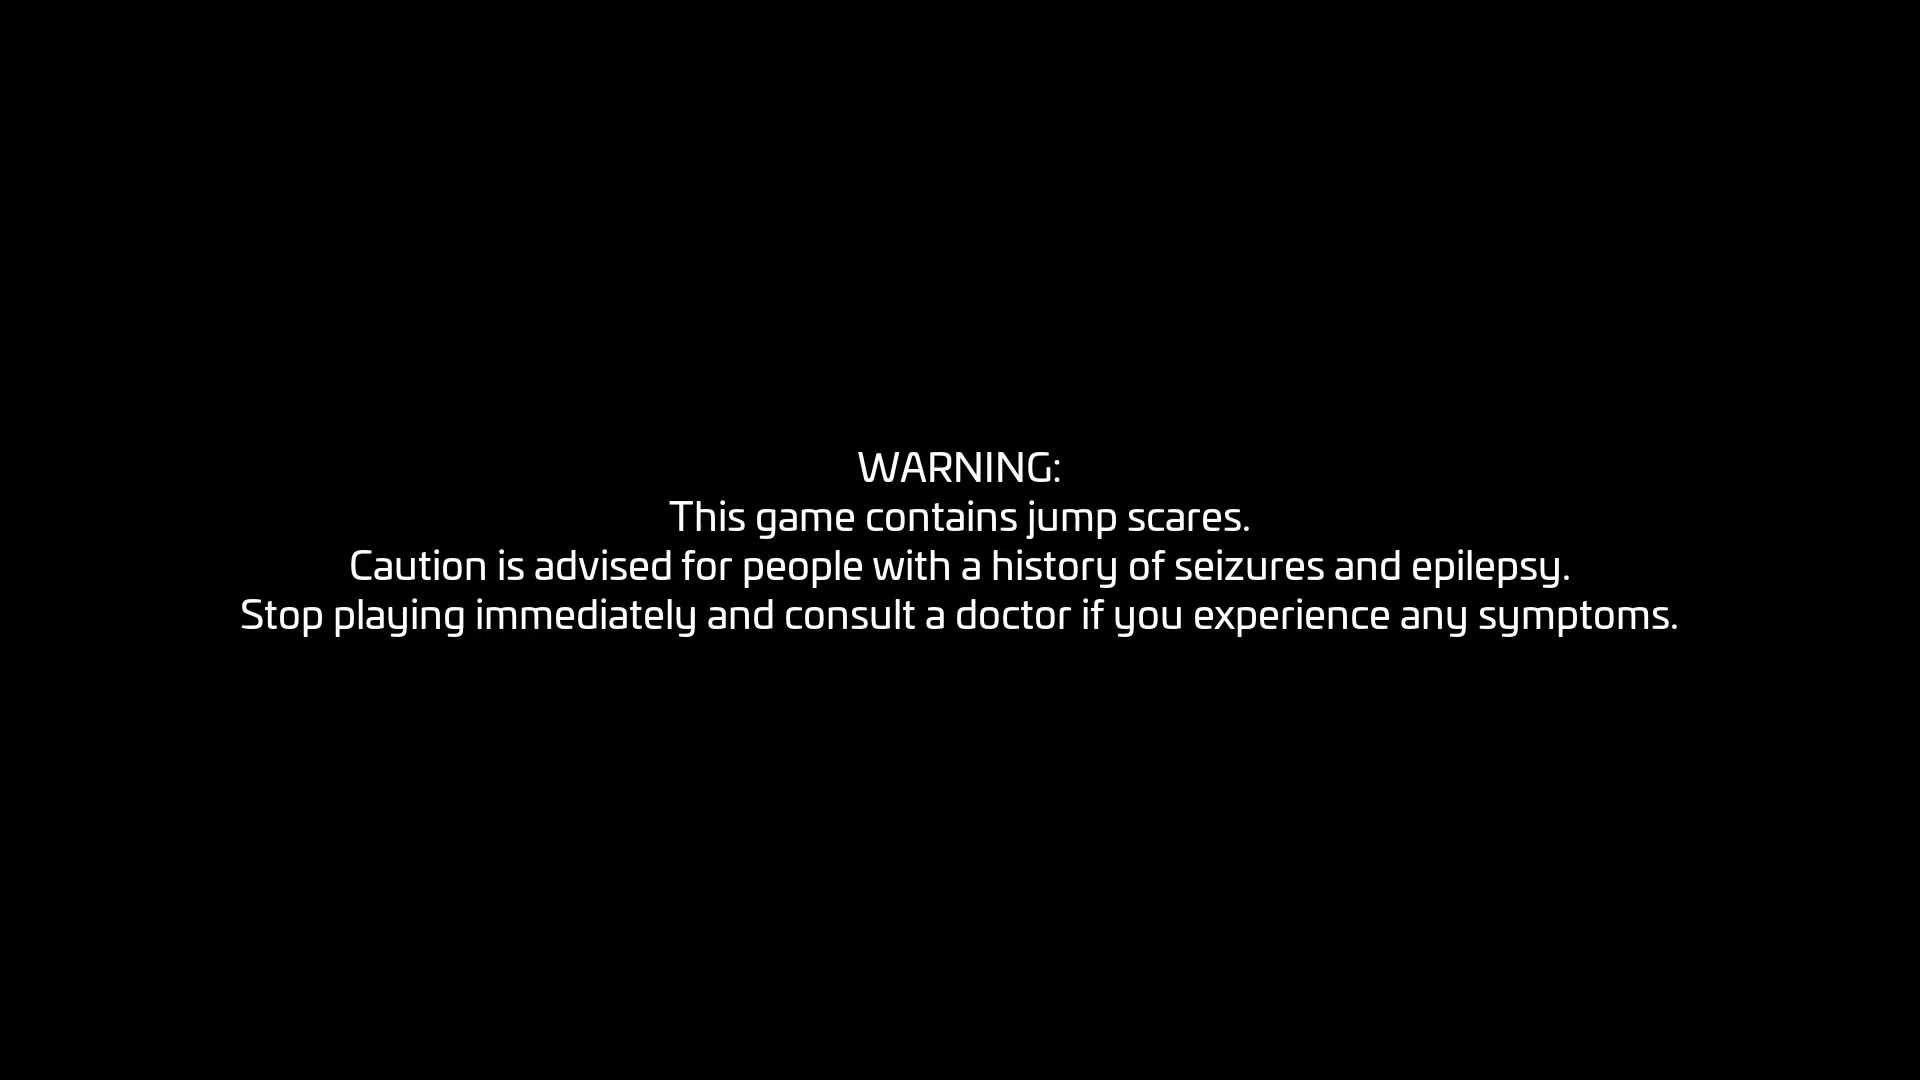 WARNING:
This game contains jump scares.
Caution is advised for people with a history of seizures and epilepsy.
Stop playing immediately and consult a doctor if you experience any symptoms.